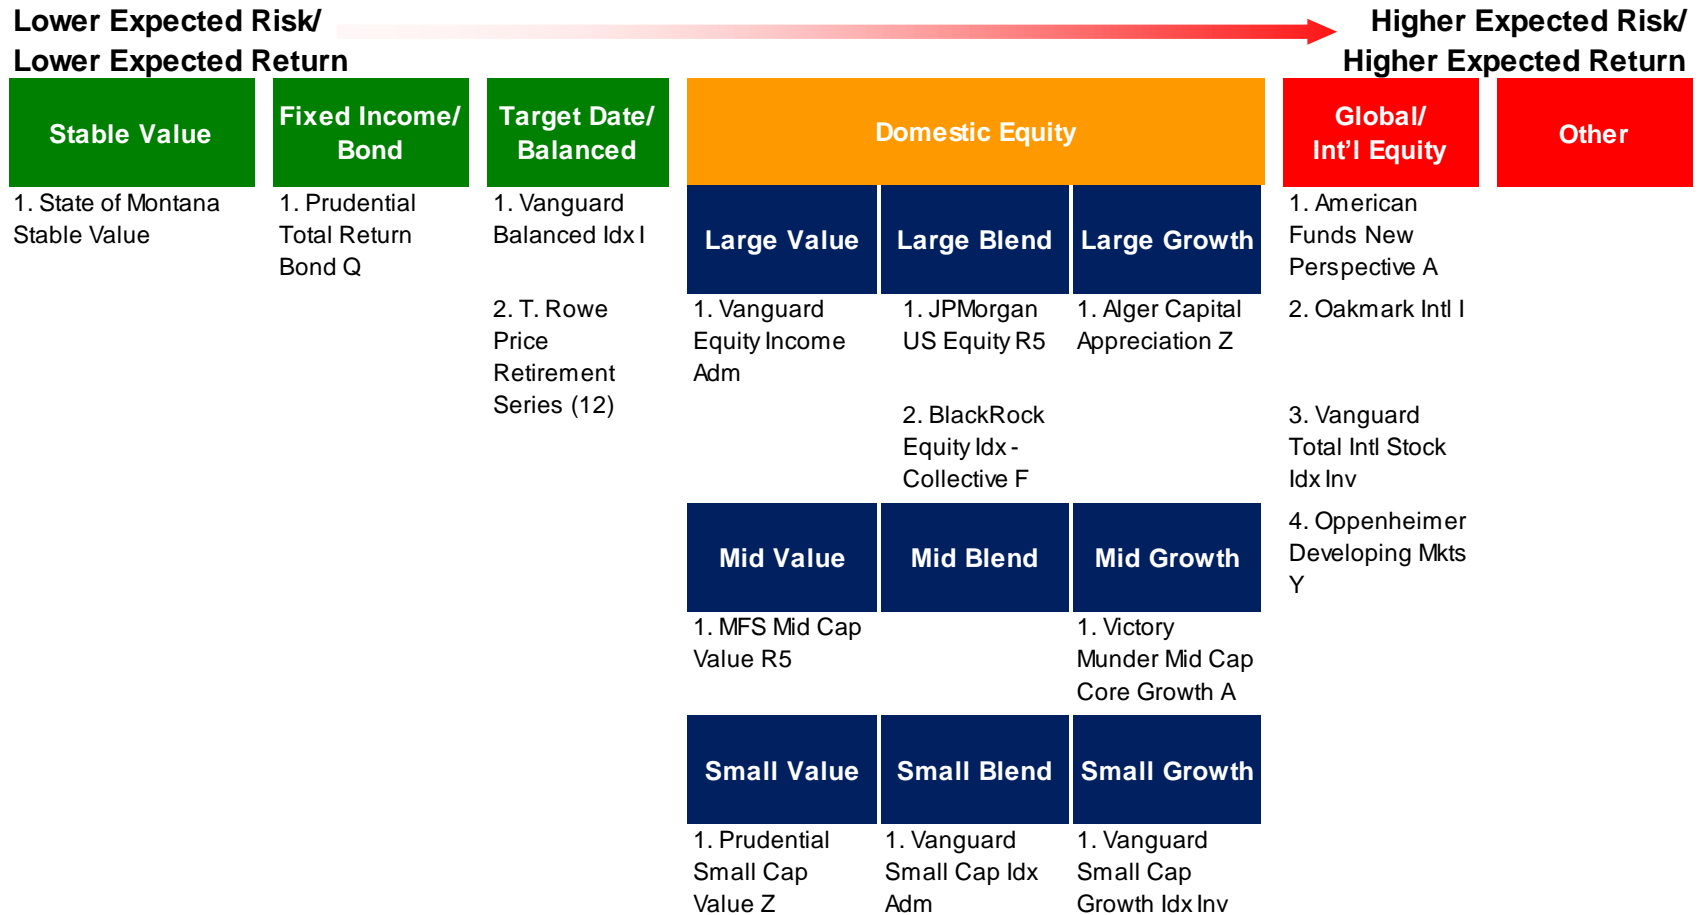 Lower Expected Risk/
Lower Expected Return
Higher Expected Risk/
Higher Expected Return
Stable Value
Fixed Income/
Bond
Target Date/
Balanced
Domestic Equity
Global/
Int'l Equity
Other
1. State of Montana
Stable Value
1. Prudential
Total Return
Bond Q
1. Vanguard
Balanced Idx I
2. T. Rowe
Price
Retirement
Series (12)
Large Value
Large Blend
Large Growth
1. Vanguard
Equity Income
Adm
1. JPMorgan
US Equity R5
2. BlackRock
Equity Idx -
Collective F
1. Alger Capital
Appreciation Z
Mid Value
Mid Blend
Mid Growth
1. MFS Mid Cap
Value R5
1. Victory
Munder Mid Cap
Core Growth A
Small Value
Small Blend
Small Growth
1. Prudential
Small Cap
Value Z
1. Vanguard
Small Cap Idx
Adm
1. Vanguard
Small Cap
Growth Idx Inv
1. American
Funds New
Perspective A
2. Oakmark Intl I
3. Vanguard
Total Intl Stock
Idx Inv
4. Oppenheimer
Developing Mkts
Y